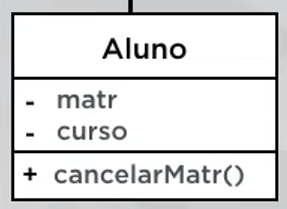 Aluno
- matr
- curso
+ cancelarMatr()